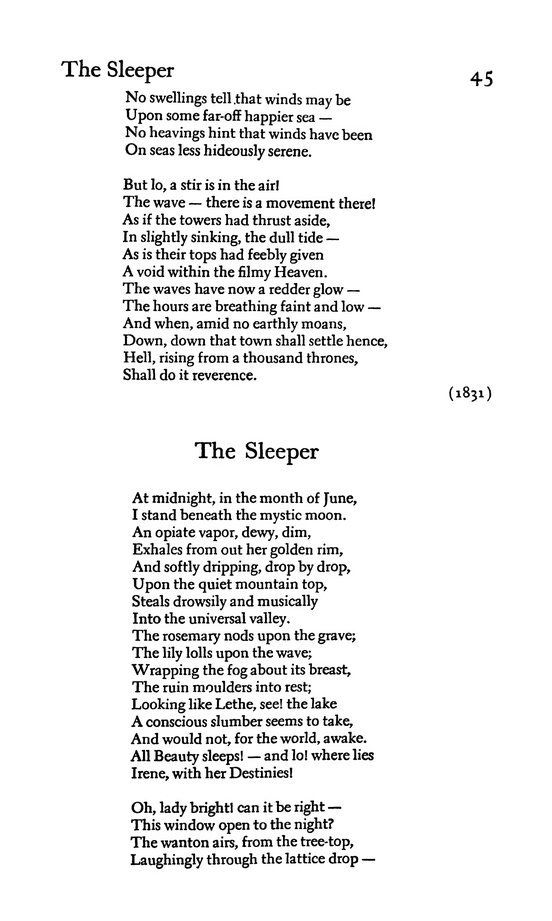 The Sleeper
45
No swellings tell that winds may be
Upon some far-off happier sea —
No heavings hint that winds have been
On seas less hideously serene.
But lo, a stir is in the air!
The wave — there is a movement there!
As if the towers had thrust aside,
In slightly sinking, the dull tide —
As is their tops had feebly given
A void within the filmy Heaven.
The waves have now a redder glow —
The hours are breathing faint and low —
And when, amid no earthly moans,
Down, down that town shall settle hence,
Hell, rising from a thousand thrones,
Shall do it reverence.
(1831)
The Sleeper
At midnight, in the month of June,
I stand beneath the mystic moon.
An opiate vapor, dewy, dim,
Exhales from out her golden rim,
And softly dripping, drop by drop,
Upon the quiet mountain top,
Steals drowsily and musically
Into the universal valley.
The rosemary nods upon the grave;
The lily lolls upon the wave;
Wrapping the fog about its breast,
The ruin moulders into rest;
Looking like Lethe, see! the lake
A conscious slumber seems to take,
And would not, for the world, awake.
All Beauty sleeps! — and lo! where lies
Irene, with her Destinies!
Oh, lady bright! can it be right —
This window open to the night?
The wanton airs, from the tree-top,
Laughingly through the lattice drop —